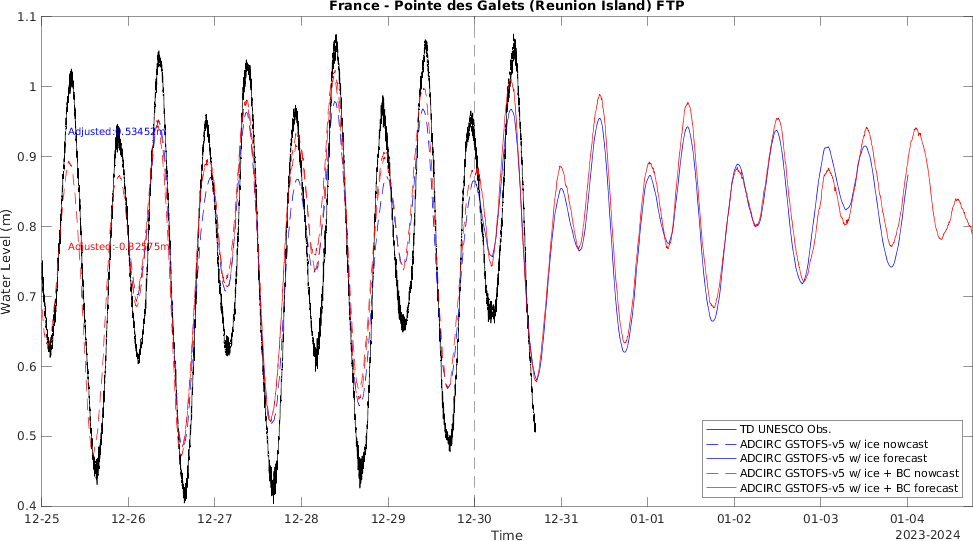 France - Pointe des Galets (Reunion Island) FTP
1.1
1
0.9
0.8
0.7
0.6
0.5
0.4
Water Level (m)
Adjusted:0.53452m
Adjusted:-0.32575m
TD UNESCO Obs.
ADCIRC GSTOFS-v5 w/ ice nowcast
ADCIRC GSTOFS-v5 w/ ice forecast
ADCIRC GSTOFS-v5 w/ ice + BC nowcast
ADCIRC GSTOFS-v5 w/ ice + BC forecast
12-25 12-26 12-27 12-28 12-29 12-30 12-31 01-01 01-02 01-03 01-04
Time
2023-2024